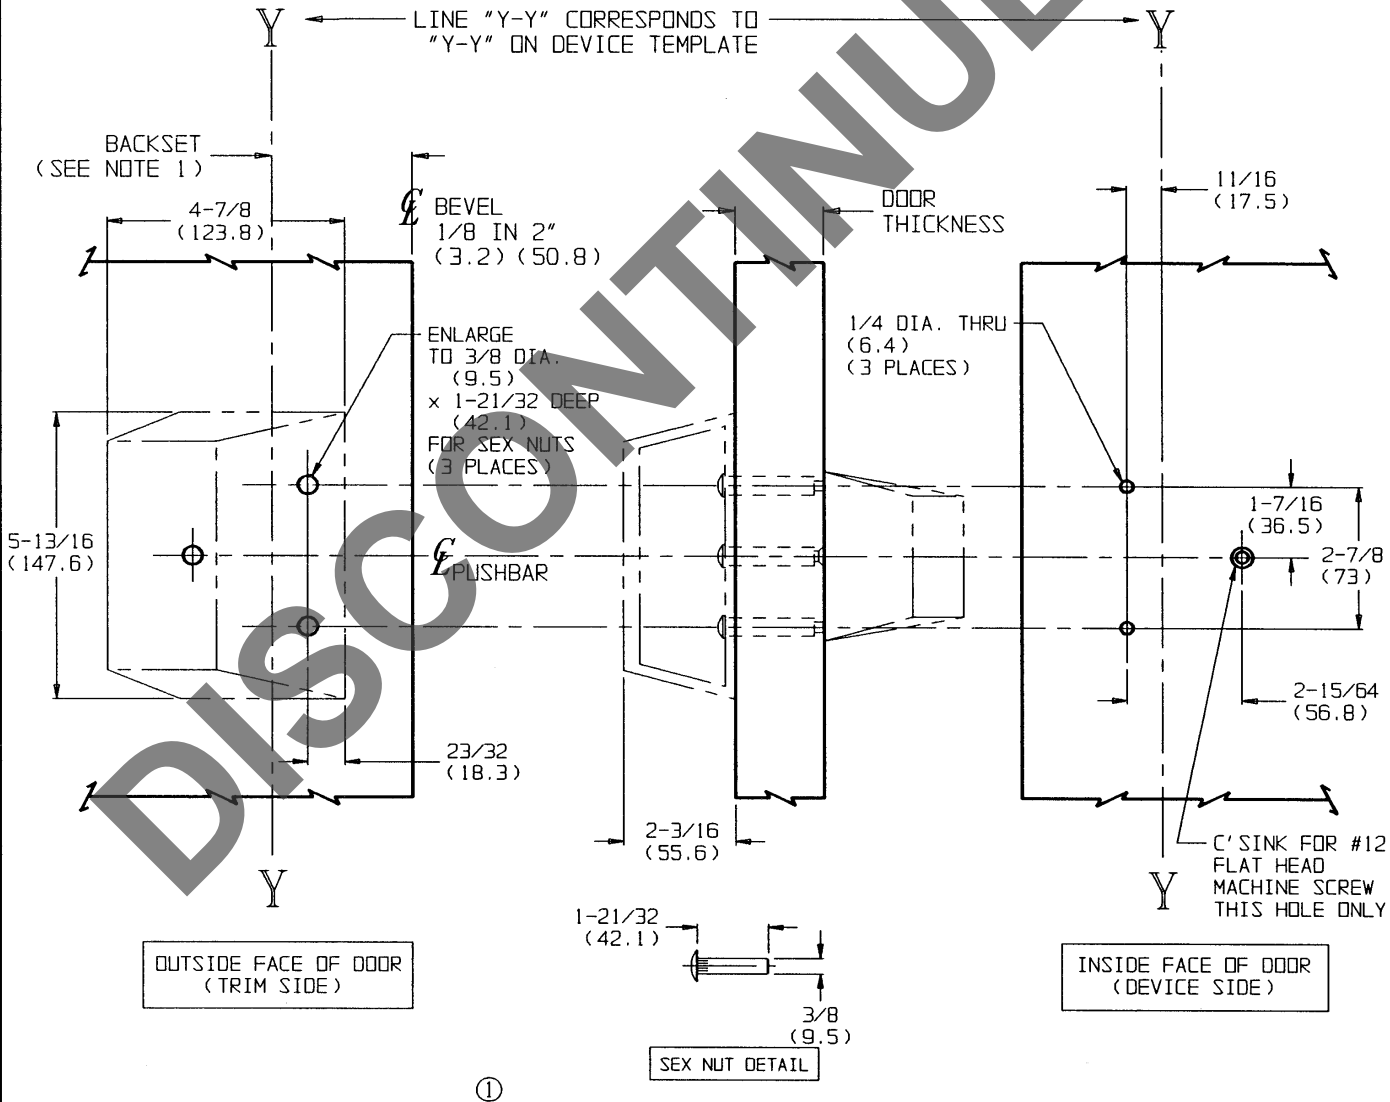 Y
LINE "Y-Y" CORRESPONDS TO
"Y-Y" ON DEVICE TEMPLATE
Y
BACKSET
(SEE NOTE 1)
4-7/8
(123.8)
℄ BEVEL
1/8 IN 2"
(3.2) (50.8)
DOOR
THICKNESS
11/16
(17.5)
ENLARGE
TO 3/8 DIA.
(9.5)
x 1-21/32 DEEP
(42.1)
FOR SEX NUTS
(3 PLACES)
1/4 DIA. THRU
(6.4)
(3 PLACES)
5-13/16
(147.6)
℄ PUSHBAR
1-7/16
(36.5)
2-7/8
(73)
2-15/64
(56.8)
23/32
(18.3)
2-3/16
(55.6)
C'SINK FOR #12
FLAT HEAD
MACHINE SCREW
THIS HOLE ONLY
Y
Y
1-21/32
(42.1)
3/8
(9.5)
OUTSIDE FACE OF DOOR
(TRIM SIDE)
INSIDE FACE OF DOOR
(DEVICE SIDE)
SEX NUT DETAIL
1
DISCONTINUE